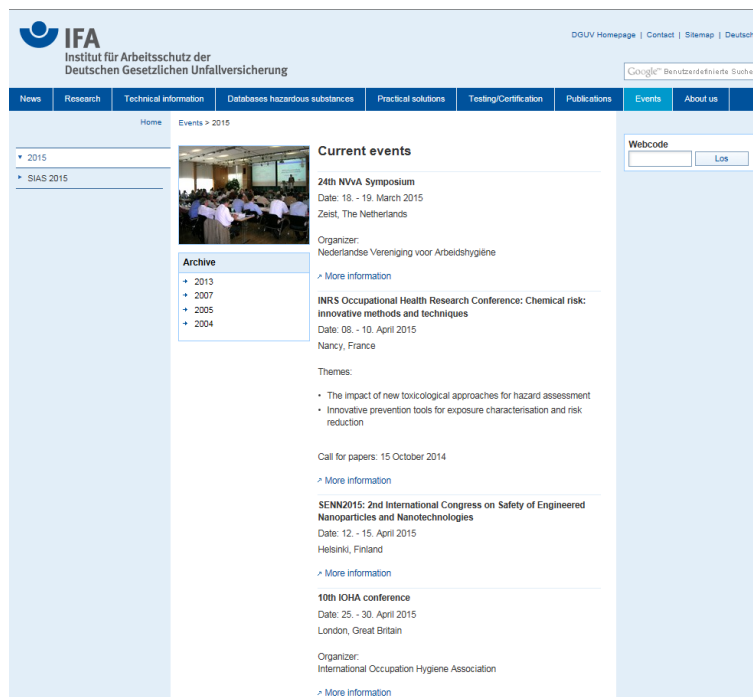 IFA
Institut für Arbeitsschutz der
Deutschen Gesetzlichen Unfallversicherung
DGUV Homepage | Contact | Sitemap | Deutsch
Google™ Benutzerdefinierte Suche
News Research Technical information Databases hazardous substances Practical solutions Testing/Certification Publications Events About us
Home
Events > 2015
2015
SIAS 2015
Archive
2013
2007
2005
2004
Current events
24th NVvA Symposium
Date: 18. - 19. March 2015
Zeist, The Netherlands
Organizer:
Nederlandse Vereniging voor Arbeidshygiëne
More information
INRS Occupational Health Research Conference: Chemical risk:
innovative methods and techniques
Date: 08. - 10. April 2015
Nancy, France
Themes:
• The impact of new toxicological approaches for hazard assessment
• Innovative prevention tools for exposure characterisation and risk
reduction
Call for papers: 15 October 2014
More information
SENN2015: 2nd International Congress on Safety of Engineered
Nanoparticles and Nanotechnologies
Date: 12. - 15. April 2015
Helsinki, Finland
More information
10th IOHA conference
Date: 25. - 30. April 2015
London, Great Britain
Organizer:
International Occupation Hygiene Association
More information
Webcode
Los